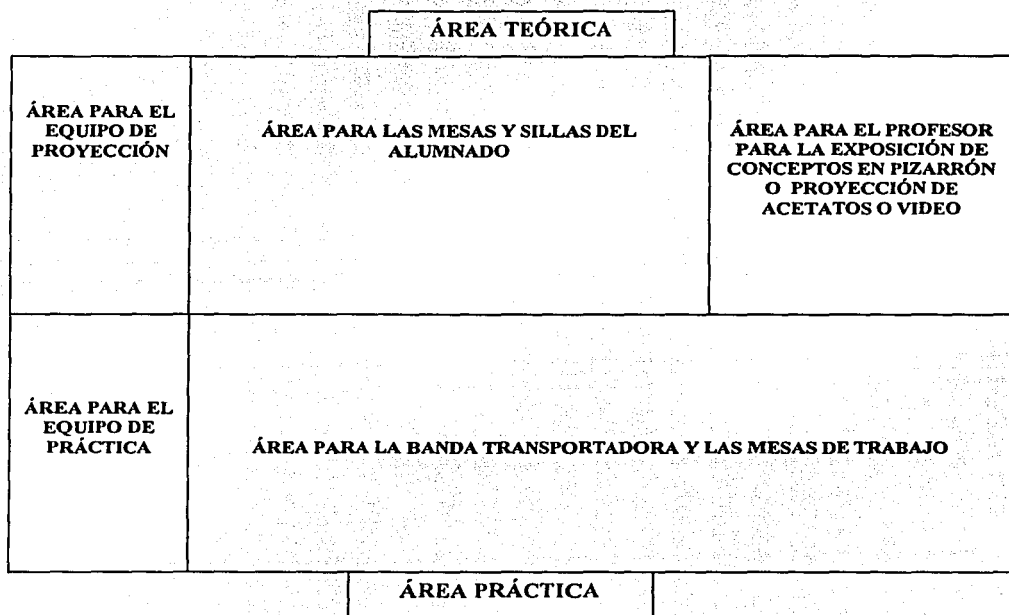 ÁREA TEÓRICA
ÁREA PARA EL
EQUIPO DE
PROYECCIÓN
ÁREA PARA LAS MESAS Y SILLAS DEL
ALUMNADO
ÁREA PARA EL PROFESOR
PARA LA EXPOSICIÓN DE
CONCEPTOS EN PIZARRÓN
O PROYECCIÓN DE
ACETATOS O VIDEO
ÁREA PARA EL
EQUIPO DE
PRÁCTICA
ÁREA PARA LA BANDA TRANSPORTADORA Y LAS MESAS DE TRABAJO
ÁREA PRÁCTICA